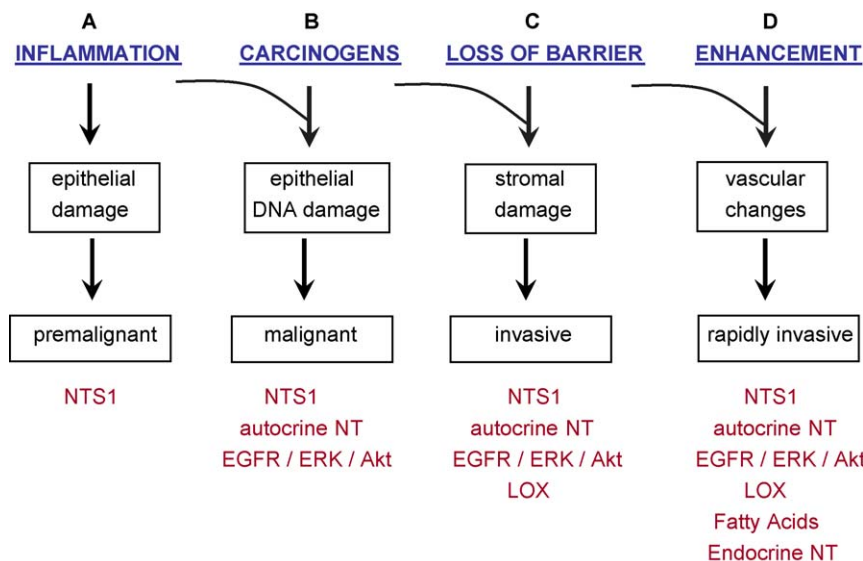 A
INFLAMMATION
epithelial
damage
premalignant
NTS1
B
CARCINOGENS
epithelial
DNA damage
malignant
NTS1
autocrine NT
EGFR / ERK / Akt
C
LOSS OF BARRIER
stromal
damage
invasive
NTS1
autocrine NT
EGFR / ERK / Akt
LOX
D
ENHANCEMENT
vascular
changes
rapidly invasive
NTS1
autocrine NT
EGFR / ERK / Akt
LOX
Fatty Acids
Endocrine NT